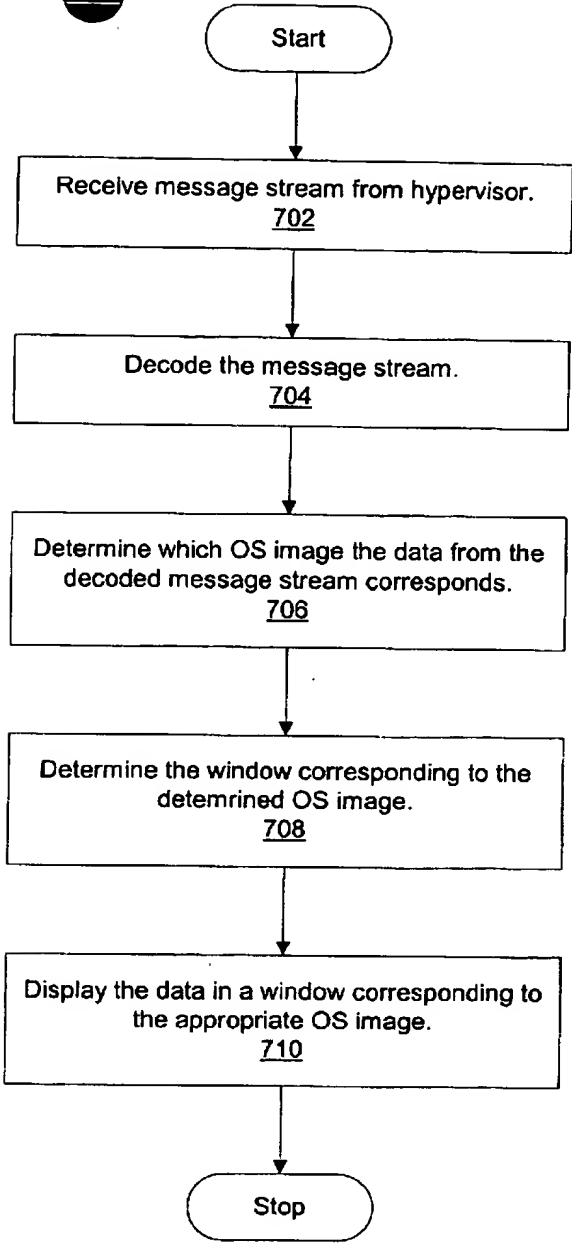 Start
Receive message stream from hypervisor.
702
Decode the message stream.
704
Determine which OS image the data from the
decoded message stream corresponds.
706
Determine the window corresponding to the
detemrined OS image.
708
Display the data in a window corresponding to
the appropriate OS image.
710
Stop